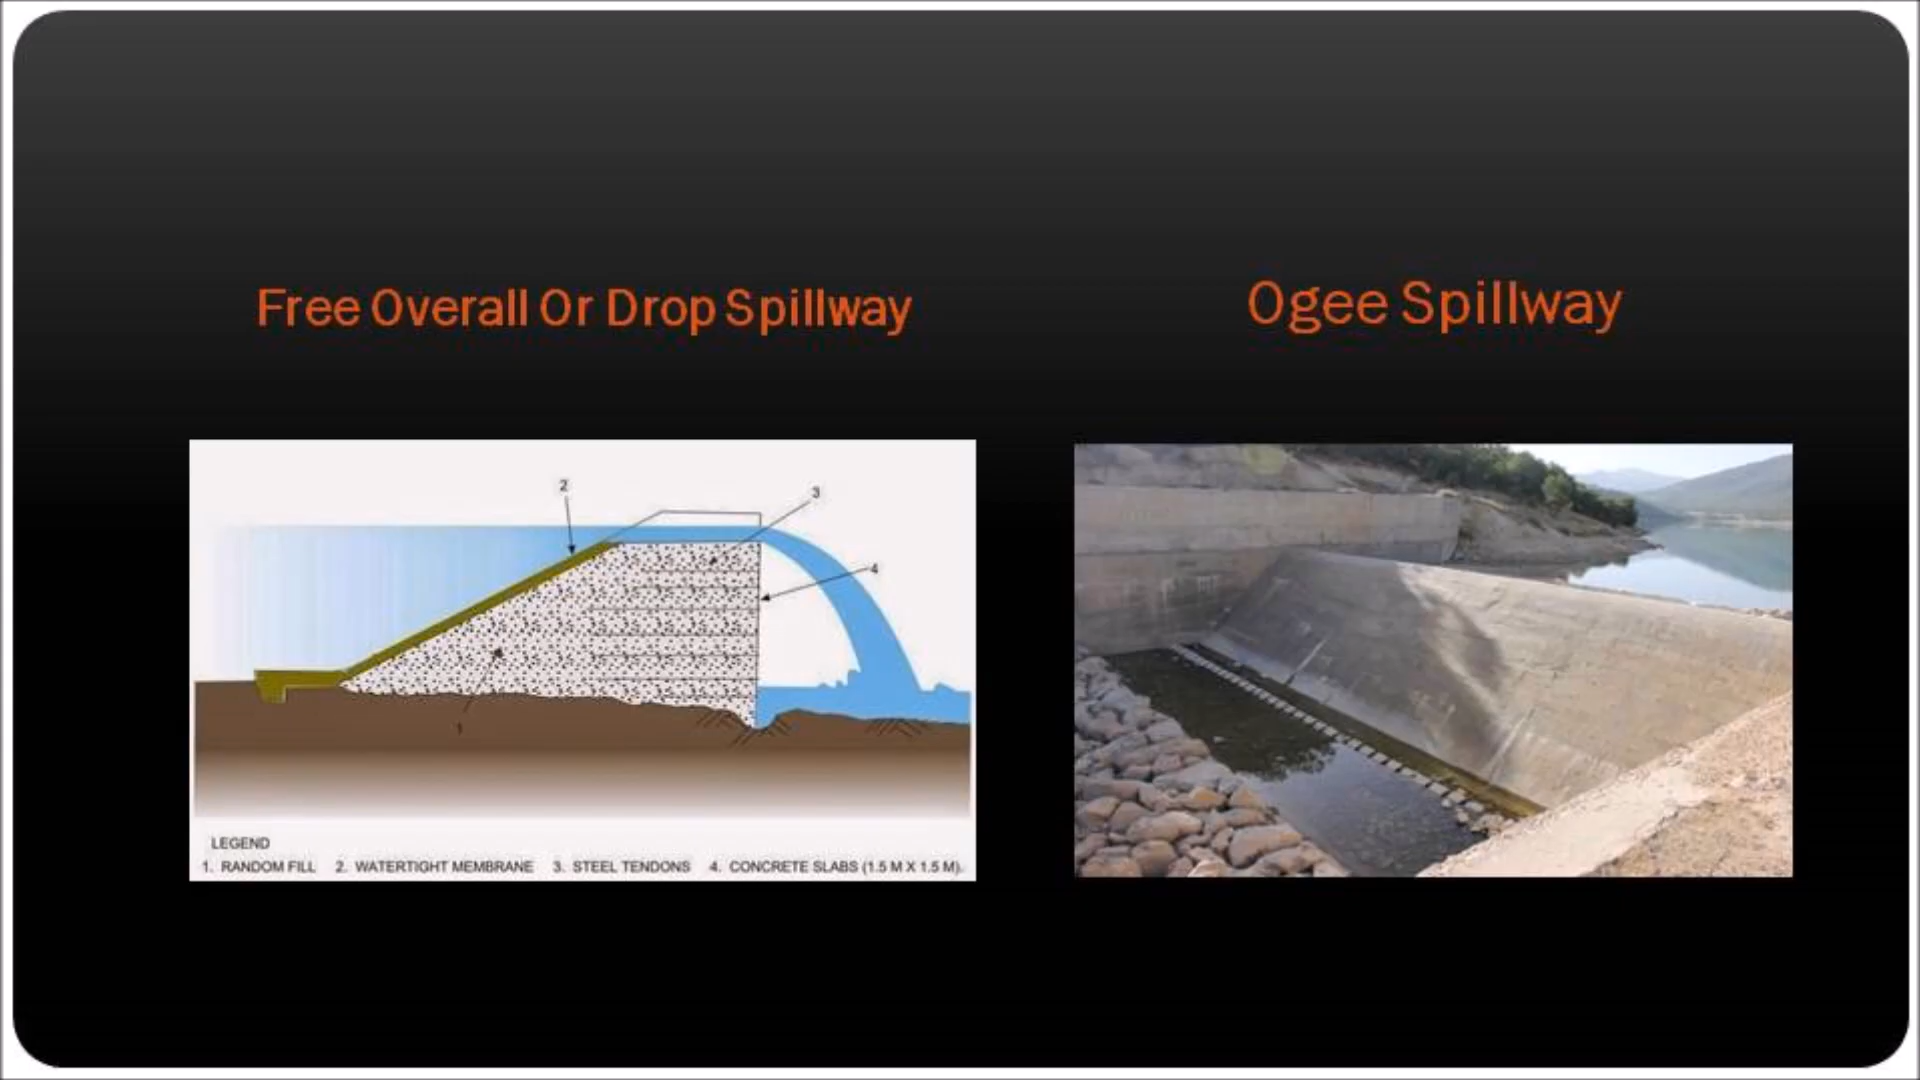 Free Overall Or Drop Spillway
Ogee Spillway
2
3
4
1
LEGEND
1. RANDOM FILL 2. WATERTIGHT MEMBRANE 3. STEEL TENDONS 4. CONCRETE SLABS (1.5 M X 1.5 M).